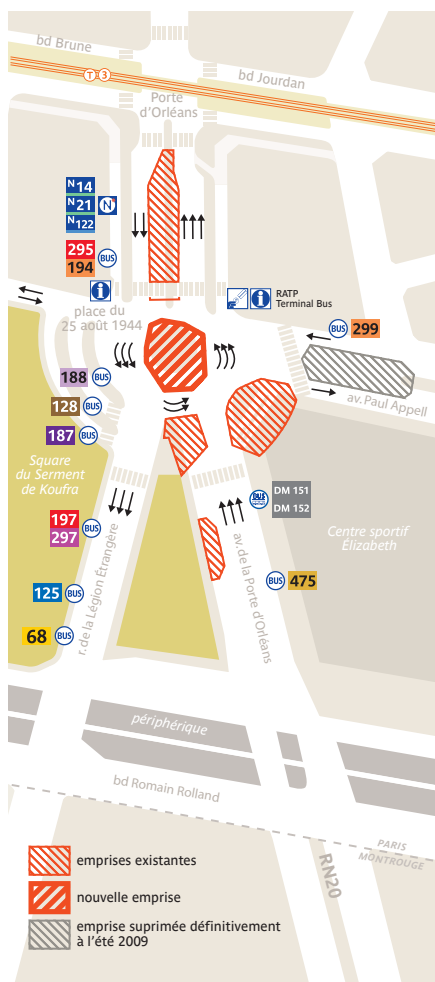 bd Brune
bd Jourdan
T 3
Porte
d'Orléans
N14
N21
N
N122
295
BUS
194
i
i
RATP
Terminal Bus
place du
25 août 1944
BUS
299
188
BUS
128
BUS
187
BUS
av. Paul Appell
Square
du Serment
de Koufra
DM 151
DM 152
197
297
BUS
Centre sportif
Élizabeth
r. de la Légion Étrangère
av. de la Porte d'Orléans
125
BUS
BUS
475
68
BUS
périphérique
bd Romain Rolland
PARIS
MONTROUGE
RN20
emprises existantes
nouvelle emprise
emprise suprimée définitivement
à l'été 2009